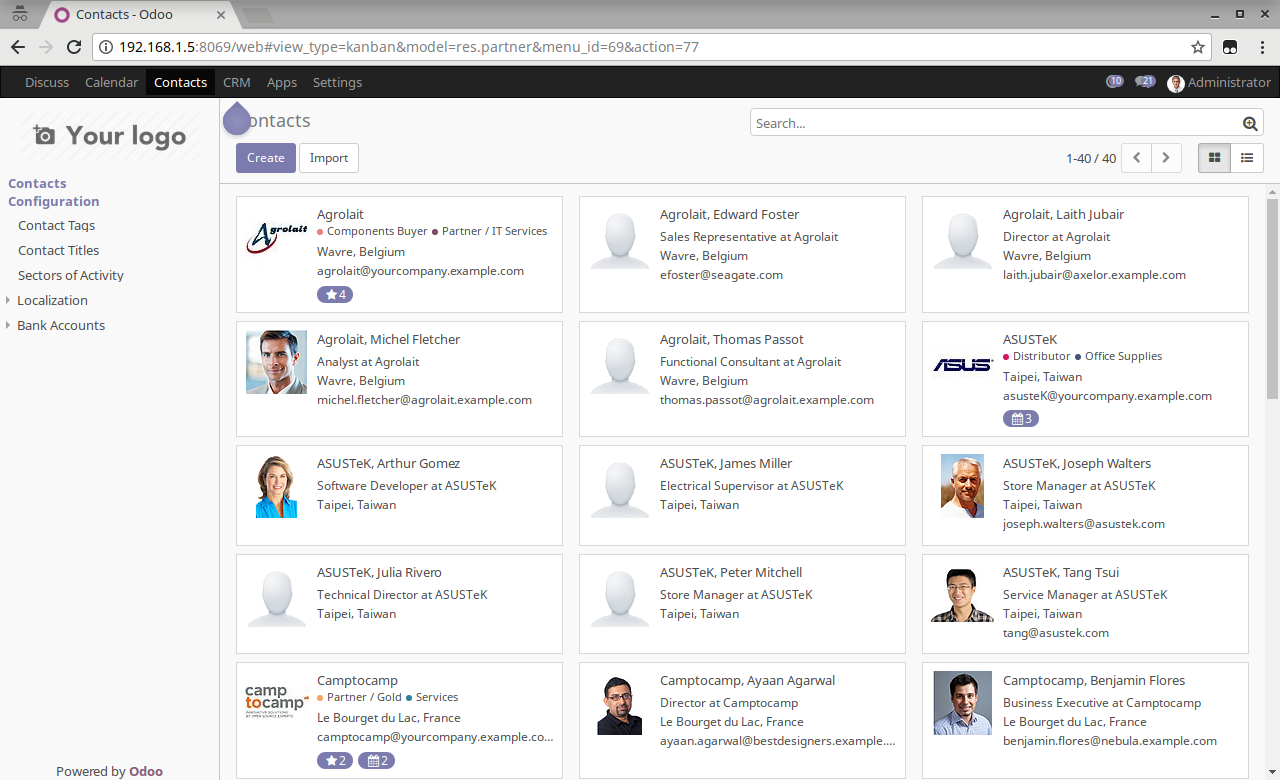 Contacts - Odoo
192.168.1.5:8069/web#view_type=kanban&model=res.partner&menu_id=69&action=77
Discuss Calendar Contacts CRM Apps Settings 10 21 Administrator
Your logo
Contacts
Configuration
Contact Tags
Contact Titles
Sectors of Activity
Localization
Bank Accounts
Powered by Odoo
ontacts
Search...
Create Import 1-40 / 40
Agrolait
Agrolait
Components Buyer Partner / IT Services
Wavre, Belgium
agrolait@yourcompany.example.com
4
Agrolait, Edward Foster
Sales Representative at Agrolait
Wavre, Belgium
efoster@seagate.com
Agrolait, Laith Jubair
Director at Agrolait
Wavre, Belgium
laith.jubair@axelor.example.com
Agrolait, Michel Fletcher
Analyst at Agrolait
Wavre, Belgium
michel.fletcher@agrolait.example.com
Agrolait, Thomas Passot
Functional Consultant at Agrolait
Wavre, Belgium
thomas.passot@agrolait.example.com
ASUS
ASUSTeK
Distributor Office Supplies
Taipei, Taiwan
asusteK@yourcompany.example.com
3
ASUSTeK, Arthur Gomez
Software Developer at ASUSTeK
Taipei, Taiwan
ASUSTeK, James Miller
Electrical Supervisor at ASUSTeK
Taipei, Taiwan
ASUSTeK, Joseph Walters
Store Manager at ASUSTeK
Taipei, Taiwan
joseph.walters@asustek.com
ASUSTeK, Julia Rivero
Technical Director at ASUSTeK
Taipei, Taiwan
ASUSTeK, Peter Mitchell
Store Manager at ASUSTeK
Taipei, Taiwan
ASUSTeK, Tang Tsui
Service Manager at ASUSTeK
Taipei, Taiwan
tang@asustek.com
camp
tocamp
INNOVATIVE SOLUTIONS
BY OPEN SOURCE EXPERTS
Camptocamp
Partner / Gold Services
Le Bourget du Lac, France
camptocamp@yourcompany.example.co...
2 2
Camptocamp, Ayaan Agarwal
Director at Camptocamp
Le Bourget du Lac, France
ayaan.agarwal@bestdesigners.example....
Camptocamp, Benjamin Flores
Business Executive at Camptocamp
Le Bourget du Lac, France
benjamin.flores@nebula.example.com